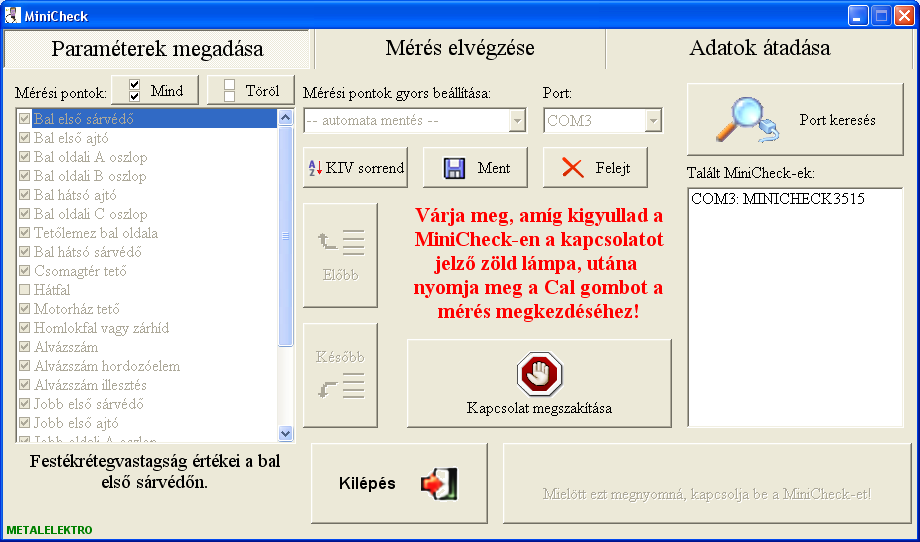 MiniCheck
Paraméterek megadása
Mérés elvégzése
Adatok átadása
Mérési pontok:
Mind
Töröl
Bal első sárvédő
Bal első ajtó
Bal oldali A oszlop
Bal oldali B oszlop
Bal hátsó ajtó
Bal oldali C oszlop
Tetőlemez bal oldala
Bal hátsó sárvédő
Csomagtér tető
Hátfal
Motorház tető
Homlokfal vagy zárhíd
Alvázszám
Alvázszám hordozóelem
Alvázszám illesztés
Jobb első sárvédő
Jobb első ajtó
Jobb oldali A oszlop
Festékrétegvastagság értékei a bal
első sárvédőn.
METALELEKTRO
Mérési pontok gyors beállítása:
-- automata mentés --
Port:
COM3
KIV sorrend
Ment
Felejt
Előbb
Később
Várja meg, amíg kigyullad a
MiniCheck-en a kapcsolatot
jelző zöld lámpa, utána
nyomja meg a Cal gombot a
mérés megkezdéséhez!
Kapcsolat megszakítása
Kilépés
Port keresés
Talált MiniCheck-ek:
COM3: MINICHECK3515
Mielött ezt megnyomná, kapcsolja be a MiniCheck-et!